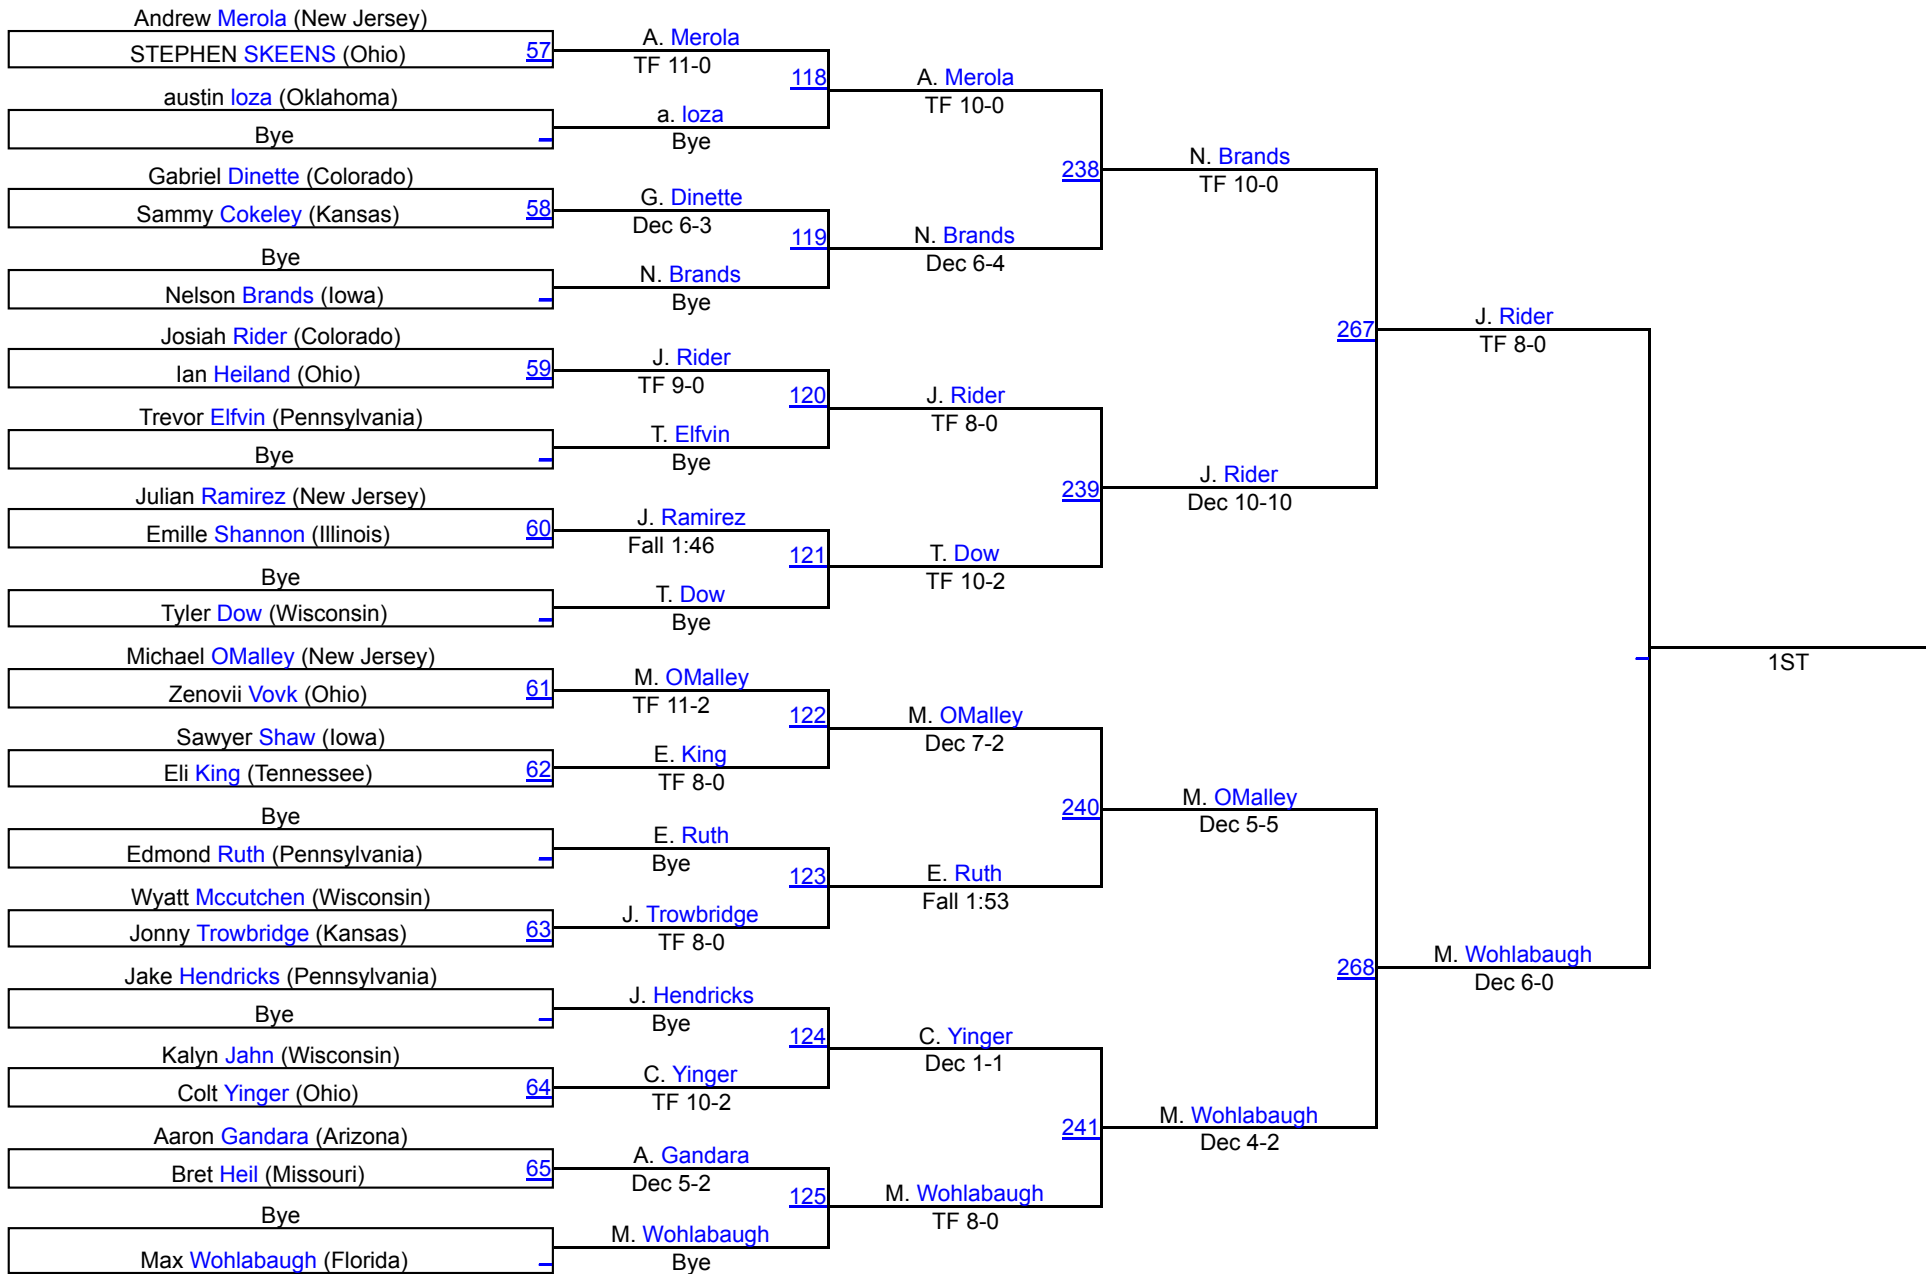 Andrew Merola (New Jersey)
STEPHEN SKEENS (Ohio) 57
austin loza (Oklahoma)
Bye
Gabriel Dinette (Colorado)
Sammy Cokeley (Kansas) 58
Bye
Nelson Brands (Iowa)
Josiah Rider (Colorado)
Ian Heiland (Ohio) 59
Trevor Elfvin (Pennsylvania)
Bye
Julian Ramirez (New Jersey)
Emille Shannon (Illinois) 60
Bye
Tyler Dow (Wisconsin)
Michael OMalley (New Jersey)
Zenovii Vovk (Ohio) 61
Sawyer Shaw (Iowa)
Eli King (Tennessee) 62
Bye
Edmond Ruth (Pennsylvania)
Wyatt Mccutchen (Wisconsin)
Jonny Trowbridge (Kansas) 63
Jake Hendricks (Pennsylvania)
Bye
Kalyn Jahn (Wisconsin)
Colt Yinger (Ohio) 64
Aaron Gandara (Arizona)
Bret Heil (Missouri) 65
Bye
Max Wohlabaugh (Florida)
A. Merola
TF 11-0
118
a. loza
Bye
G. Dinette
Dec 6-3
119
N. Brands
Bye
J. Rider
TF 9-0
120
T. Elfvin
Bye
J. Ramirez
Fall 1:46
121
T. Dow
Bye
M. OMalley
TF 11-2
122
E. King
TF 8-0
E. Ruth
Bye
123
J. Trowbridge
TF 8-0
J. Hendricks
Bye
124
C. Yinger
TF 10-2
A. Gandara
Dec 5-2
125
M. Wohlabaugh
Bye
A. Merola
TF 10-0
238
N. Brands
Dec 6-4
J. Rider
TF 8-0
239
T. Dow
TF 10-2
M. OMalley
Dec 7-2
240
E. Ruth
Fall 1:53
C. Yinger
Dec 1-1
241
M. Wohlabaugh
TF 8-0
N. Brands
TF 10-0
267
J. Rider
Dec 10-10
M. OMalley
Dec 5-5
268
M. Wohlabaugh
Dec 4-2
J. Rider
TF 8-0
M. Wohlabaugh
Dec 6-0
1ST